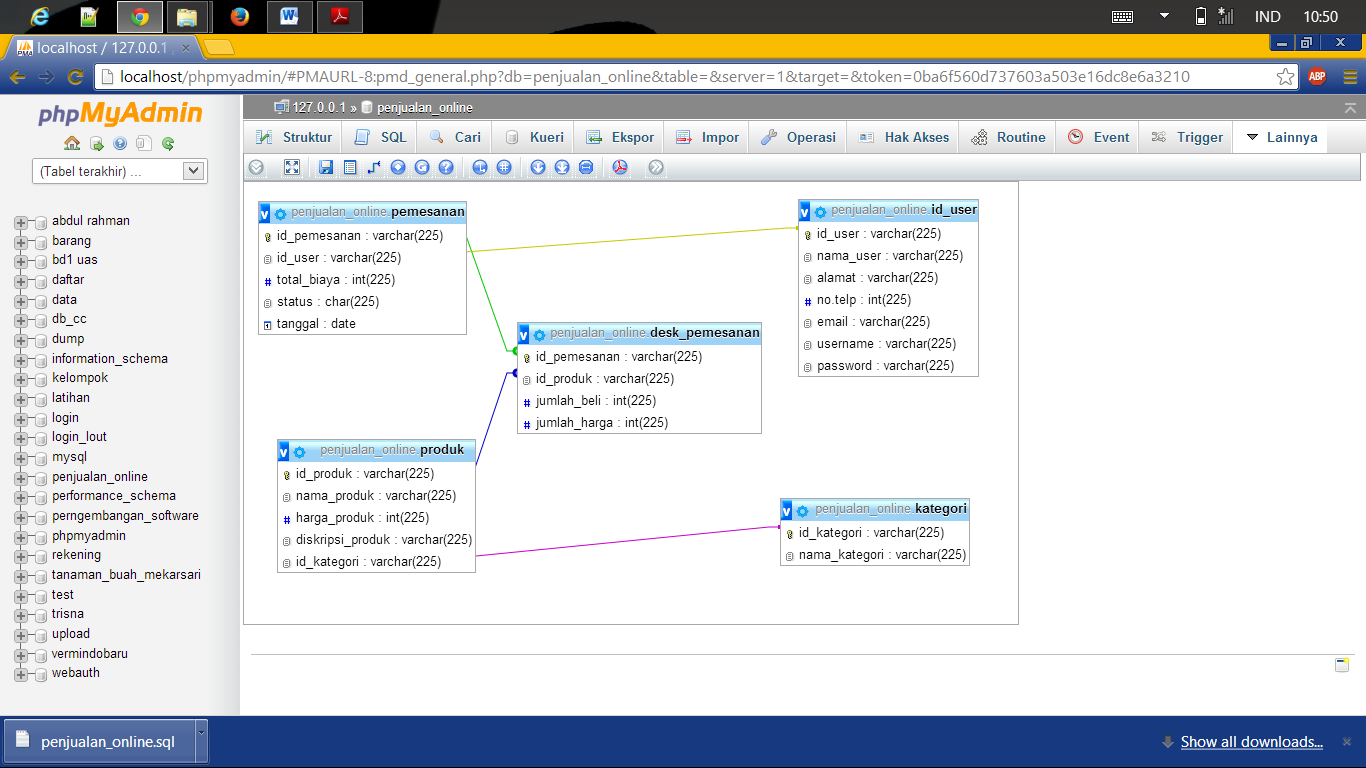 IND 10:50
localhost / 127.0.0.1
localhost/phpmyadmin/#PMAURL-8:pmd_general.php?db=penjualan_online&table=&server=1&target=&token=0ba6f560d737603a503e16dc8e6a3210
ABP
phpMyAdmin
(Tabel terakhir) ...
abdul rahman
barang
bd1 uas
daftar
data
db_cc
dump
information_schema
kelompok
latihan
login
login_lout
mysql
penjualan_online
performance_schema
perngembangan_software
phpmyadmin
rekening
tanaman_buah_mekarsari
test
trisna
upload
vermindobaru
webauth
127.0.0.1 » penjualan_online
Struktur SQL Cari Kueri Ekspor Impor Operasi Hak Akses Routine Event Trigger Lainnya
penjualan_online.pemesanan
id_pemesanan : varchar(225)
id_user : varchar(225)
total_biaya : int(225)
status : char(225)
tanggal : date
penjualan_online.id_user
id_user : varchar(225)
nama_user : varchar(225)
alamat : varchar(225)
no.telp : int(225)
email : varchar(225)
username : varchar(225)
password : varchar(225)
penjualan_online.desk_pemesanan
id_pemesanan : varchar(225)
id_produk : varchar(225)
jumlah_beli : int(225)
jumlah_harga : int(225)
penjualan_online.produk
id_produk : varchar(225)
nama_produk : varchar(225)
harga_produk : int(225)
diskripsi_produk : varchar(225)
id_kategori : varchar(225)
penjualan_online.kategori
id_kategori : varchar(225)
nama_kategori : varchar(225)
penjualan_online.sql
Show all downloads...